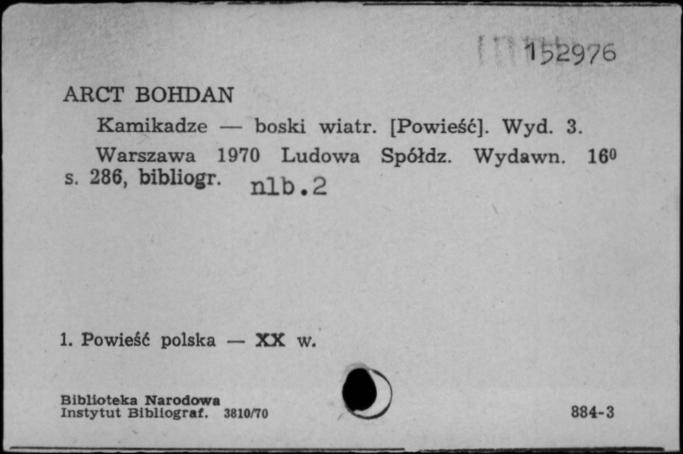 152976
ARCT BOHDAN
Kamikadze — boski wiatr. [Powieść]. Wyd. 3.
Warszawa 1970 Ludowa Spółdz. Wydawn. 16⁰
s. 286, bibliogr. nlb.2
1. Powieść polska — XX w.
Biblioteka Narodowa
Instytut Bibliograf. 3810/70
884-3